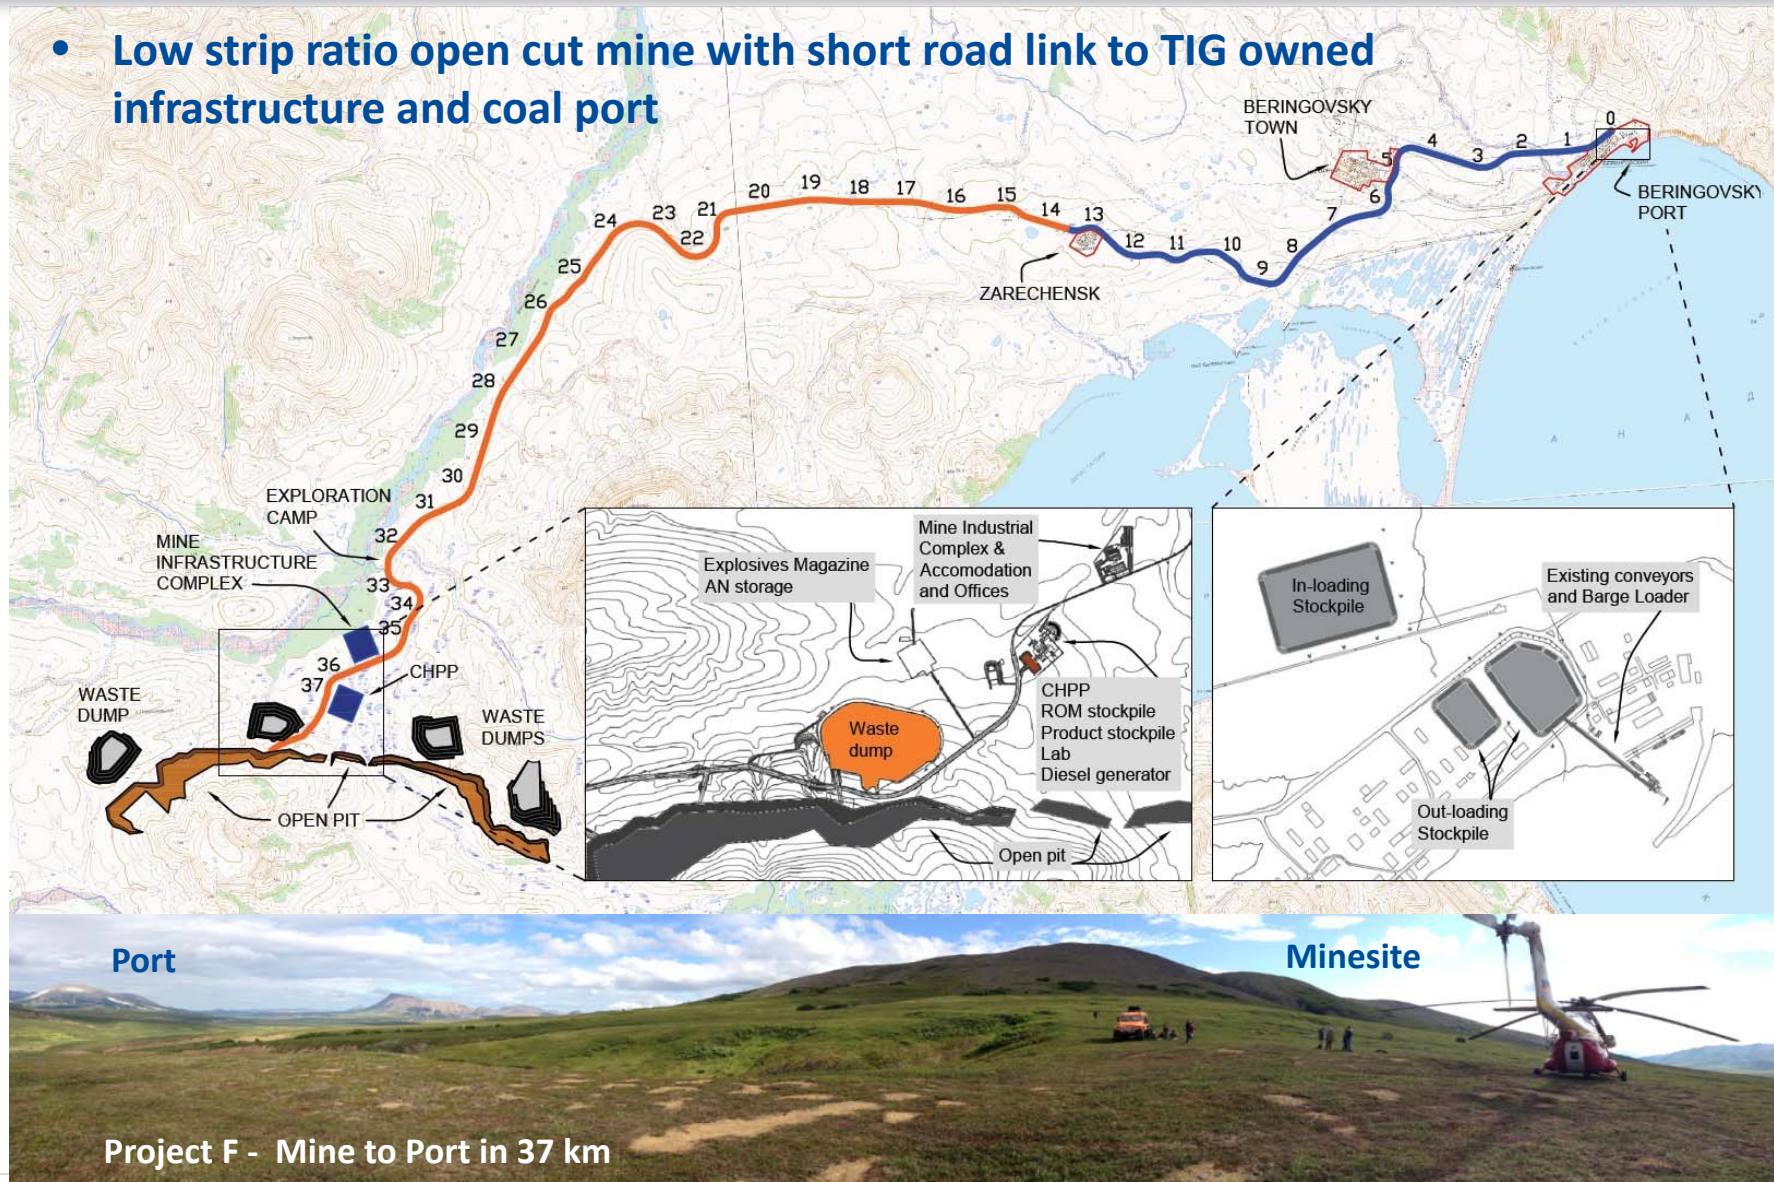 • Low strip ratio open cut mine with short road link to TIG owned
infrastructure and coal port
BERINGOVSKY
TOWN
0
1
2
3
4
5
6
7
8
9
10
11
12
13
14
15
16
17
18
19
20
21
22
23
24
25
26
27
28
29
30
31
32
33
34
35
36
37
BERINGOVSKY
PORT
ZARECHENSK
EXPLORATION
CAMP
MINE
INFRASTRUCTURE
COMPLEX
CHPP
WASTE
DUMP
WASTE
DUMPS
OPEN PIT
Explosives Magazine
AN storage
Mine Industrial
Complex &
Accomodation
and Offices
CHPP
ROM stockpile
Product stockpile
Lab
Diesel generator
Waste
dump
Open pit
In-loading
Stockpile
Existing conveyors
and Barge Loader
Out-loading
Stockpile
А Н А Д
Port
Minesite
Project F - Mine to Port in 37 km